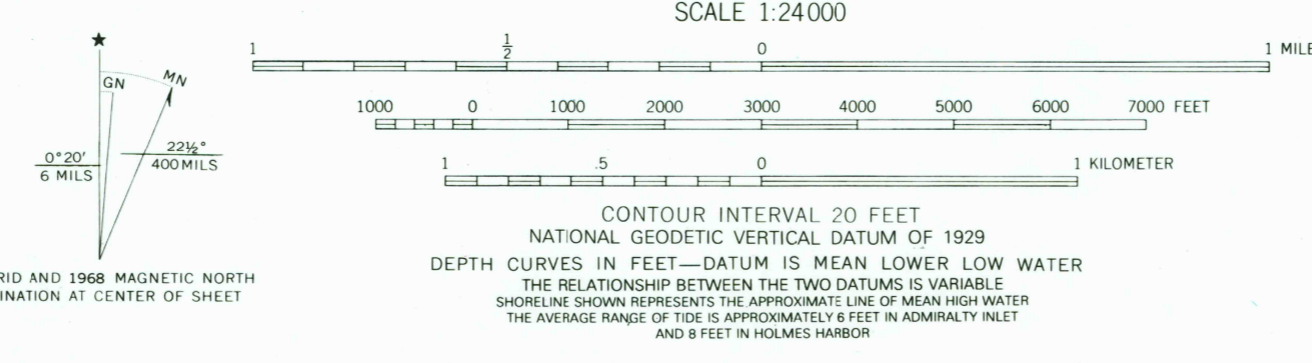 SCALE 1:24 000
★
1 1/2 0 1 MILE
GN MN
1000 0 1000 2000 3000 4000 5000 6000 7000 FEET
0°20′ 22½°
6 MILS 400 MILS
1 .5 0 1 KILOMETER
CONTOUR INTERVAL 20 FEET
NATIONAL GEODETIC VERTICAL DATUM OF 1929
DEPTH CURVES IN FEET—DATUM IS MEAN LOWER LOW WATER
RID AND 1968 MAGNETIC NORTH
THE RELATIONSHIP BETWEEN THE TWO DATUMS IS VARIABLE
INATION AT CENTER OF SHEET
SHORELINE SHOWN REPRESENTS THE APPROXIMATE LINE OF MEAN HIGH WATER
THE AVERAGE RANGE OF TIDE IS APPROXIMATELY 6 FEET IN ADMIRALTY INLET
AND 8 FEET IN HOLMES HARBOR